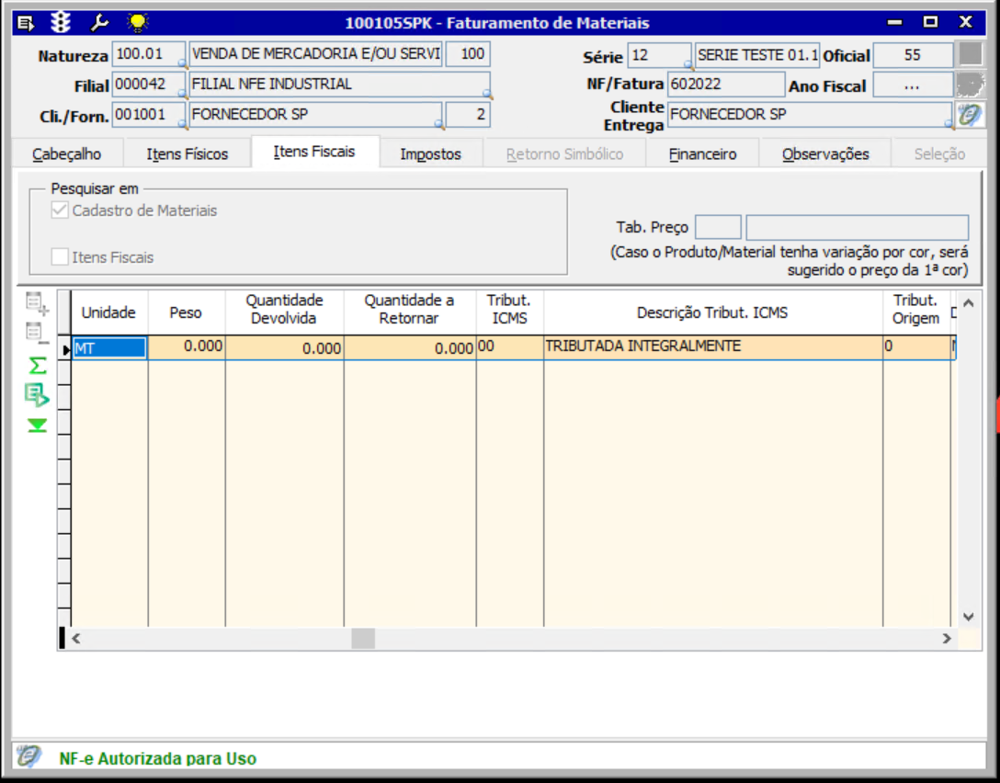 100105SPK - Faturamento de Materiais
Natureza 100.01 VENDA DE MERCADORIA E/OU SERVI 100 Série 12 SERIE TESTE 01.1 Oficial 55
Filial 000042 FILIAL NFE INDUSTRIAL NF/Fatura 602022 Ano Fiscal ...
Cli./Forn. 001001 FORNECEDOR SP 2 Cliente Entrega FORNECEDOR SP
Cabeçalho Itens Físicos Itens Fiscais Impostos Retorno Simbólico Financeiro Observações Seleção
Pesquisar em
Cadastro de Materiais
Itens Fiscais
Tab. Preço
(Caso o Produto/Material tenha variação por cor, será
sugerido o preço da 1ª cor)
Unidade Peso Quantidade Devolvida Quantidade a Retornar Tribut. ICMS Descrição Tribut. ICMS Tribut. Origem
MT 0.000 0.000 0.000 00 TRIBUTADA INTEGRALMENTE 0
NF-e Autorizada para Uso